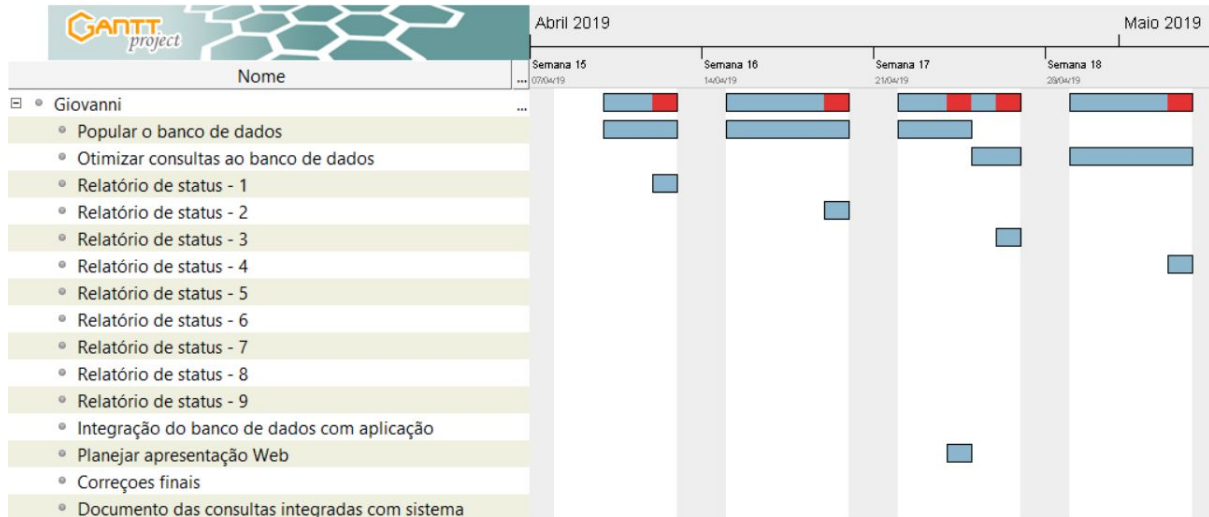 GANTT
project
Abril 2019
Maio 2019
Nome
...
Semana 15
07/04/19
Semana 16
14/04/19
Semana 17
21/04/19
Semana 18
28/04/19
Giovanni
...
Popular o banco de dados
Otimizar consultas ao banco de dados
Relatório de status - 1
Relatório de status - 2
Relatório de status - 3
Relatório de status - 4
Relatório de status - 5
Relatório de status - 6
Relatório de status - 7
Relatório de status - 8
Relatório de status - 9
Integração do banco de dados com aplicação
Planejar apresentação Web
Correçoes finais
Documento das consultas integradas com sistema